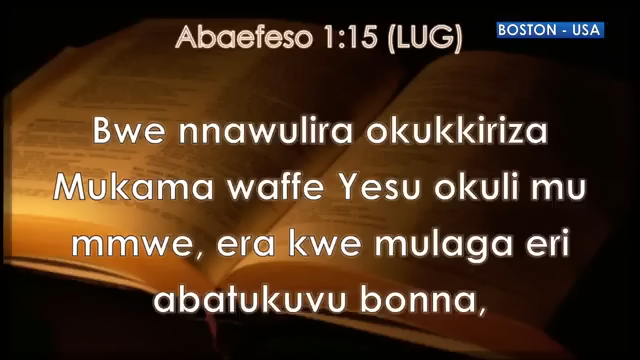 Abaefeso 1:15 (LUG)
BOSTON - USA
Bwe nnawulira okukkiriza
Mukama waffe Yesu okuli mu
mmwe, era kwe mulaga eri
abatukuvu bonna,